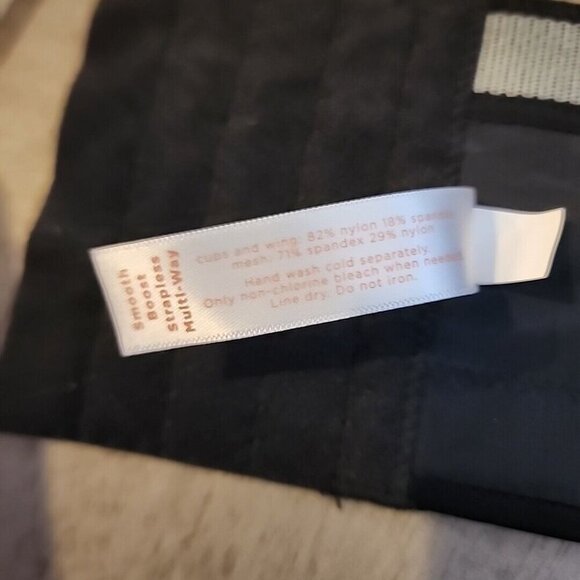 Smooth
Boost
Strapless
Multi-Way
cups and wing: 82% nylon 18% spandex
mesh: 71% spandex 29% nylon
Hand wash cold separately
Only non-chlorine bleach when needed
Line dry. Do not iron.